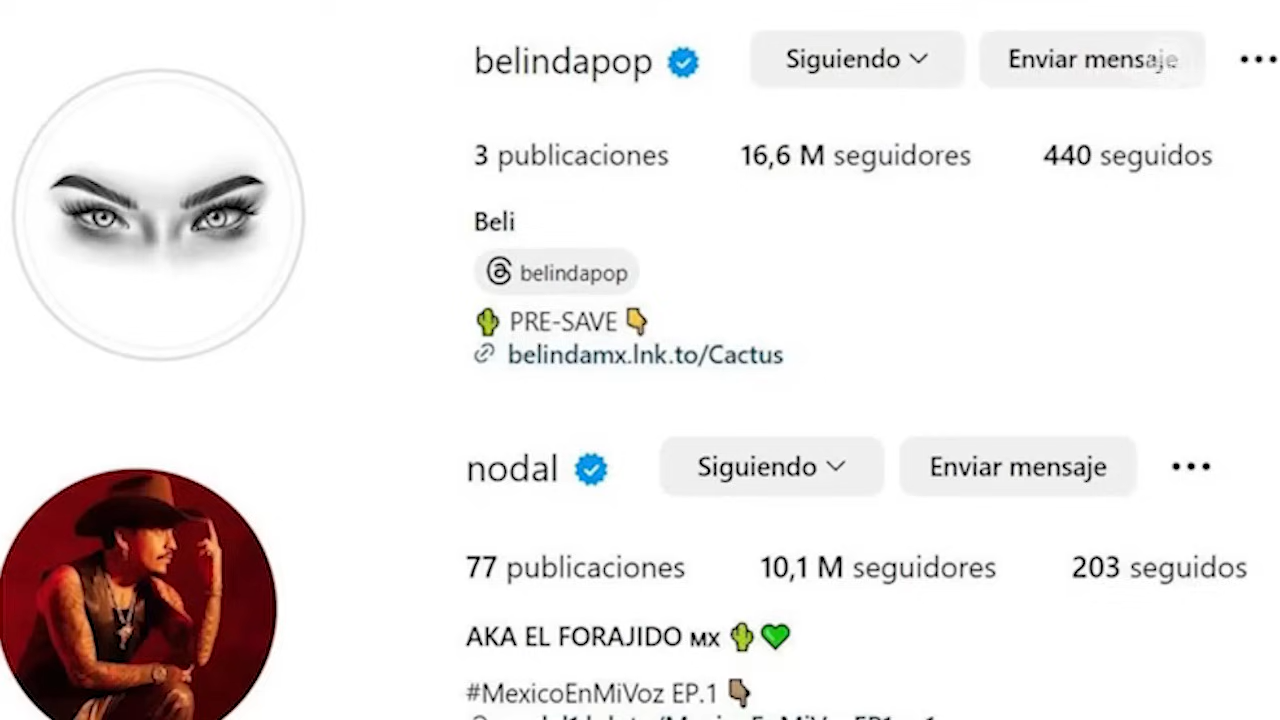 belindapop Siguiendo Enviar mensaje
3 publicaciones 16,6 M seguidores 440 seguidos
Beli
belindapop
🌵 PRE-SAVE 👇
belindamx.lnk.to/Cactus
nodal Siguiendo Enviar mensaje
77 publicaciones 10,1 M seguidores 203 seguidos
AKA EL FORAJIDO MX 🌵💚
#MexicoEnMiVoz EP.1 👇🏽